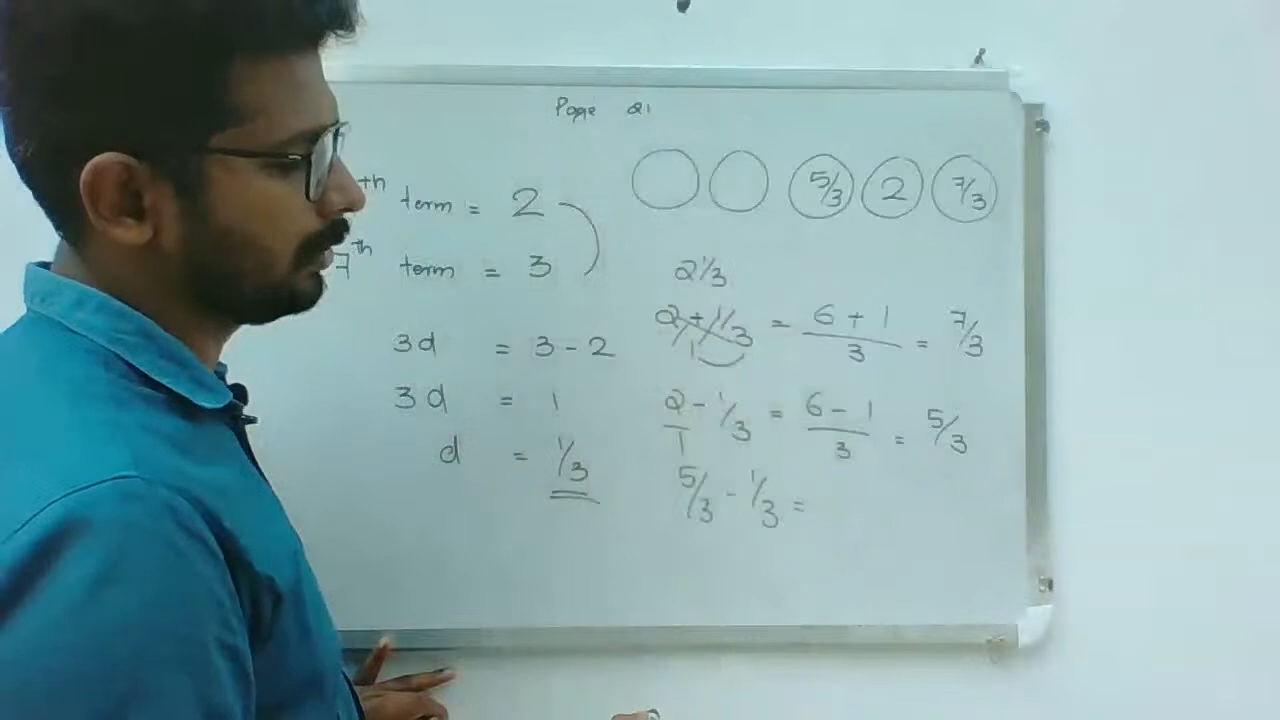 Page 21
th term = 2
7th term = 3
3d = 3 - 2
3d = 1
d = 1/3
5/3 2 7/3
2 1/3
2 + 1/3 = 6 + 1 / 3 = 7/3
1
2/1 - 1/3 = 6 - 1 / 3 = 5/3
5/3 - 1/3 =